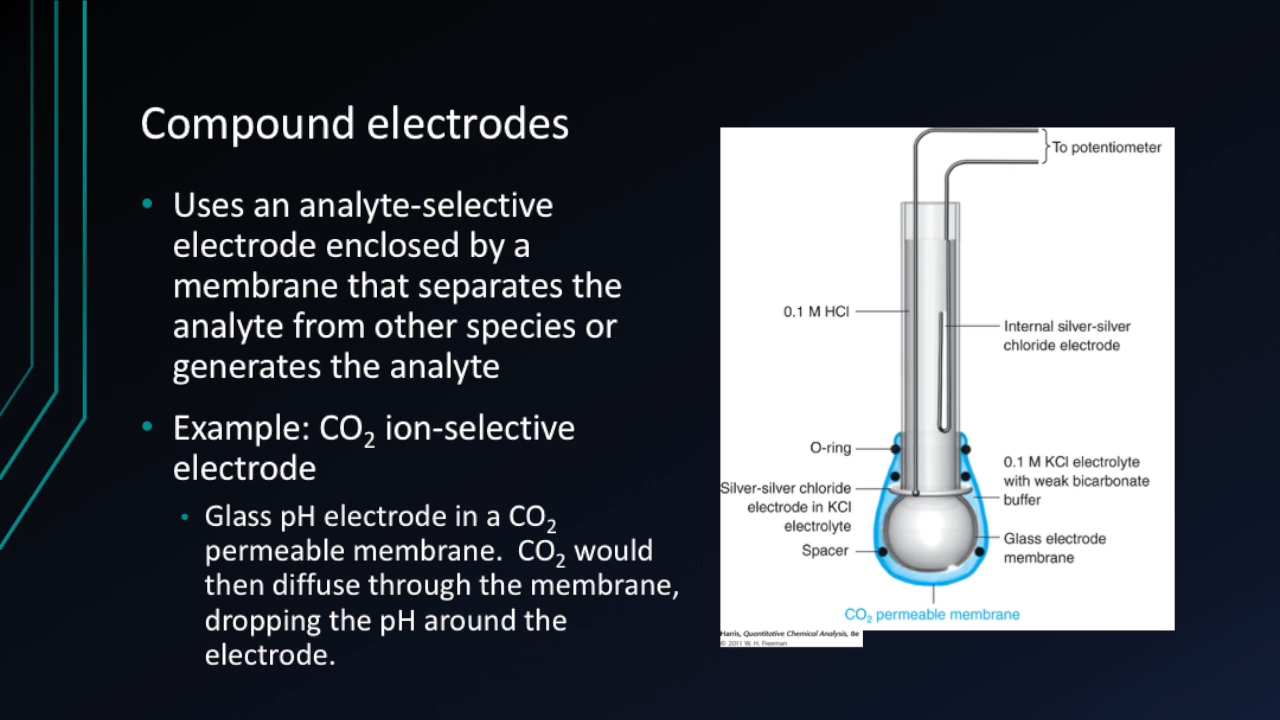 Compound electrodes
• Uses an analyte-selective
electrode enclosed by a
membrane that separates the
analyte from other species or
generates the analyte
• Example: CO₂ ion-selective
electrode
• Glass pH electrode in a CO₂
permeable membrane. CO₂ would
then diffuse through the membrane,
dropping the pH around the
electrode.
To potentiometer
0.1 M HCl
Internal silver-silver
chloride electrode
O-ring
0.1 M KCl electrolyte
with weak bicarbonate
buffer
Silver-silver chloride
electrode in KCl
electrolyte
Spacer
Glass electrode
membrane
CO₂ permeable membrane
Harris, Quantitative Chemical Analysis, 8e
© 2011 W. H. Freeman